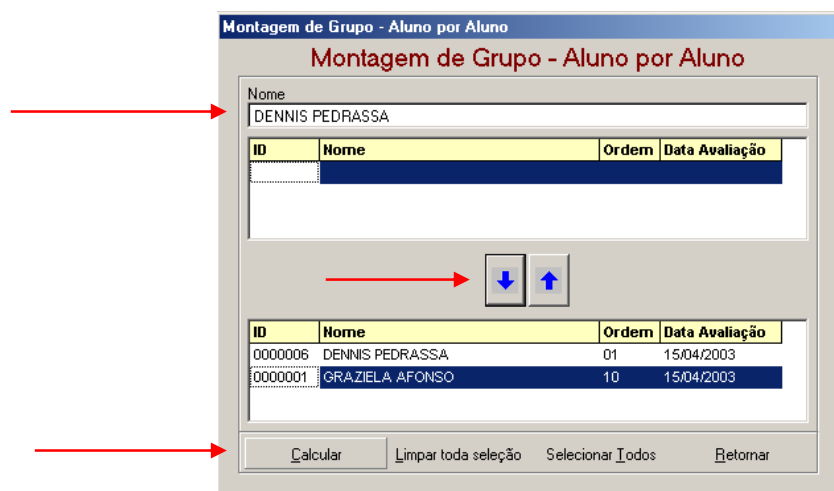 Montagem de Grupo - Aluno por Aluno
Montagem de Grupo - Aluno por Aluno
Nome
DENNIS PEDRASSA
ID Nome Ordem Data Avaliação
ID Nome Ordem Data Avaliação
0000006 DENNIS PEDRASSA 01 15/04/2003
0000001 GRAZIELA AFONSO 10 15/04/2003
Calcular Limpar toda seleção Selecionar Todos Retornar